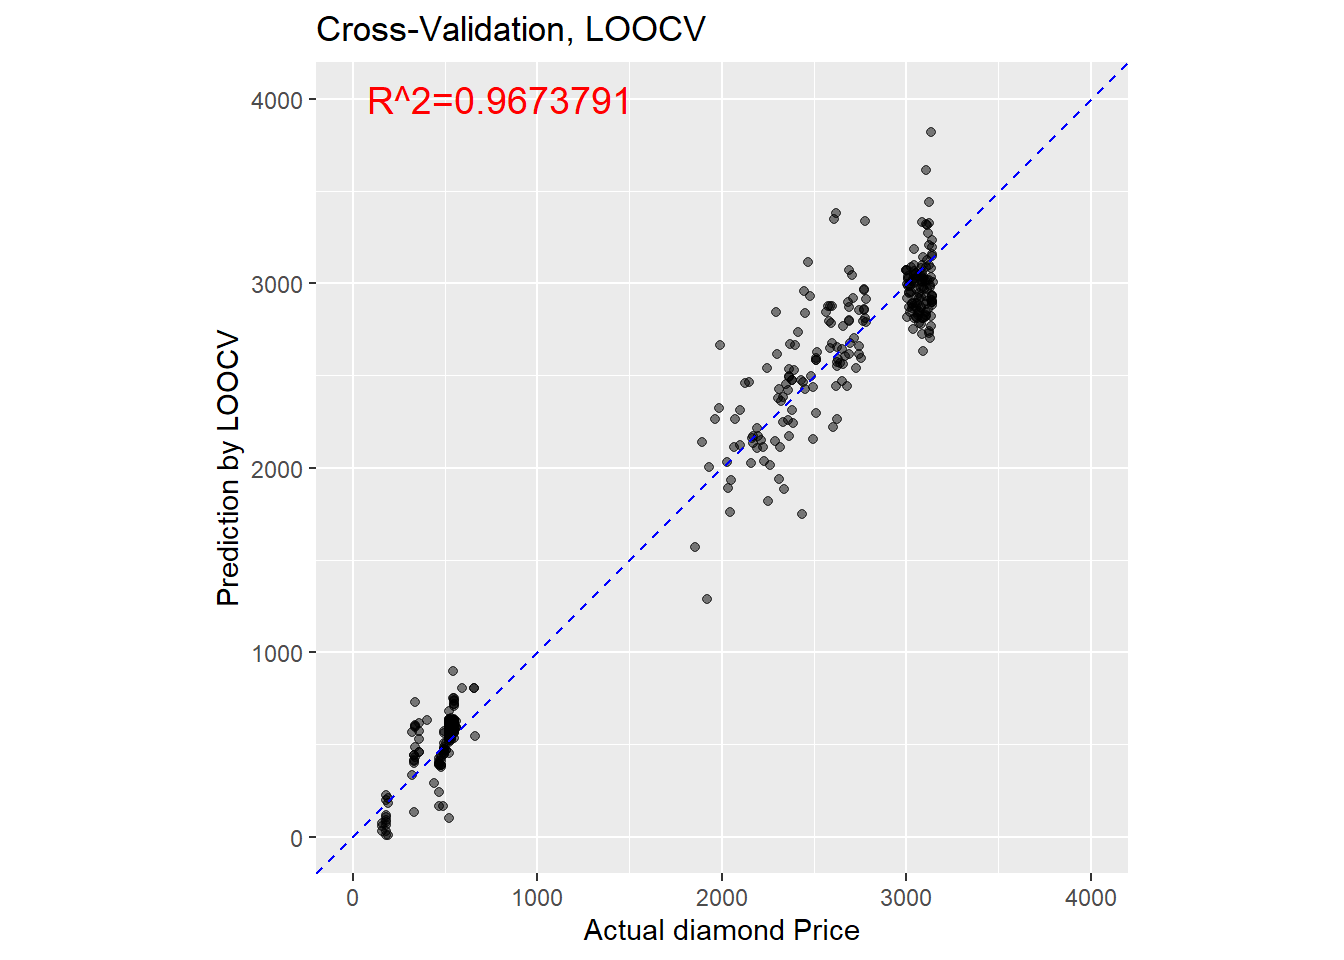 Cross-Validation, LOOCV
R^2=0.9673791
4000
3000
2000
1000
0
Prediction by LOOCV
0 1000 2000 3000 4000
Actual diamond Price